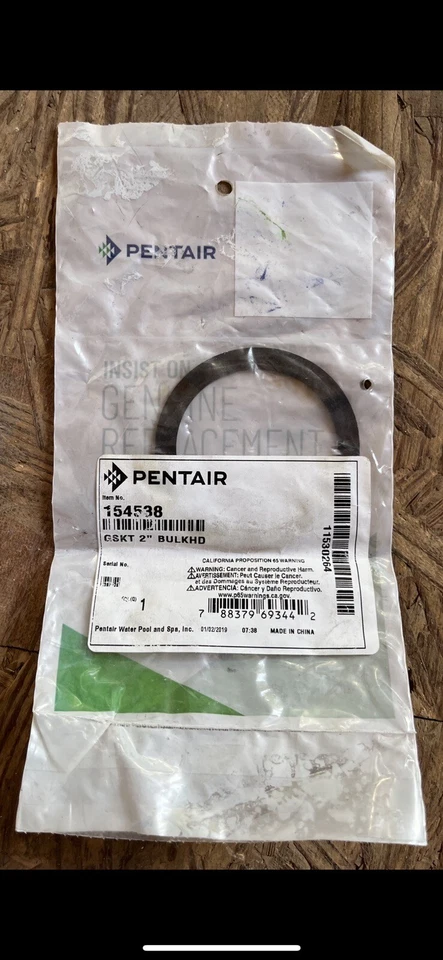 PENTAIR
INSIST ON
GENUINE
REPLACEMENT
PENTAIR
Item No.
154538
GSKT 2" BULKHD
Serial No.
1
CALIFORNIA PROPOSITION 65 WARNING
WARNING: Cancer and Reproductive Harm.
AVERTISSEMENT: Peut Causer le Cancer.
et des Dommages au Système Reproducteur.
ADVERTENCIA: Cáncer y Daño Reproductivo.
www.p65warnings.ca.gov.
7 88379 69344 2
Pentair Water Pool and Spa, Inc. 01/02/2019 07:38 MADE IN CHINA
11530264